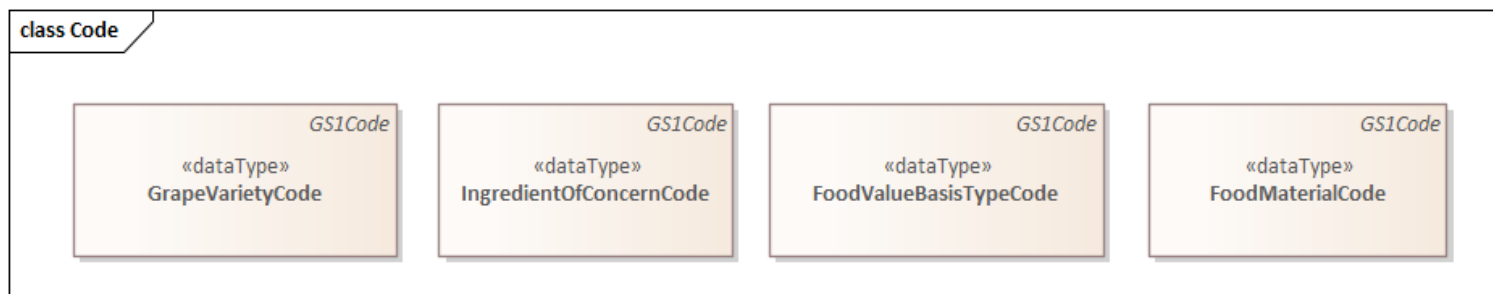 class Code
GS1Code
«dataType»
GrapeVarietyCode
GS1Code
«dataType»
IngredientOfConcernCode
GS1Code
«dataType»
FoodValueBasisTypeCode
GS1Code
«dataType»
FoodMaterialCode